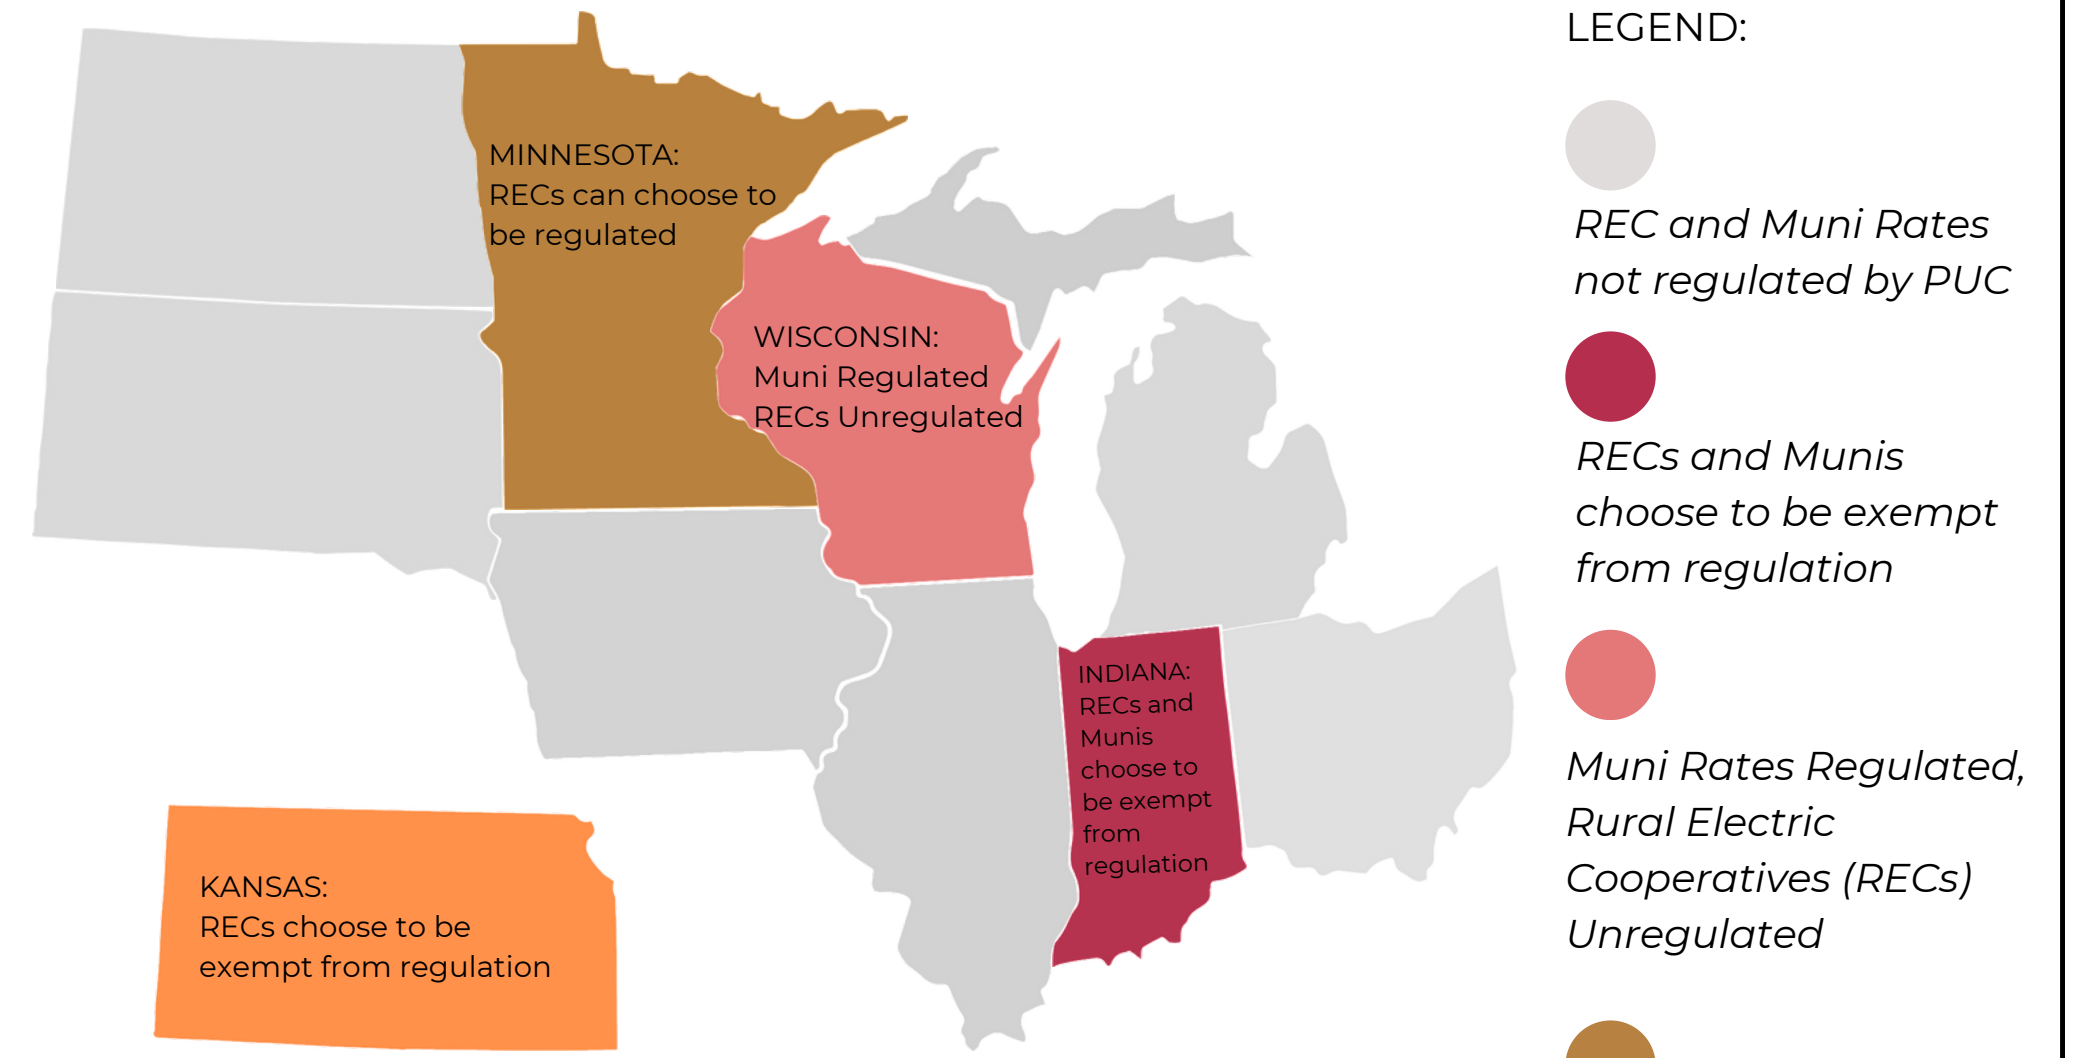 MINNESOTA:
RECs can choose to
be regulated
WISCONSIN:
Muni Regulated
RECs Unregulated
INDIANA:
RECs and
Munis
choose to
be exempt
from
regulation
KANSAS:
RECs choose to be
exempt from regulation
LEGEND:
REC and Muni Rates
not regulated by PUC
RECs and Munis
choose to be exempt
from regulation
Muni Rates Regulated,
Rural Electric
Cooperatives (RECs)
Unregulated